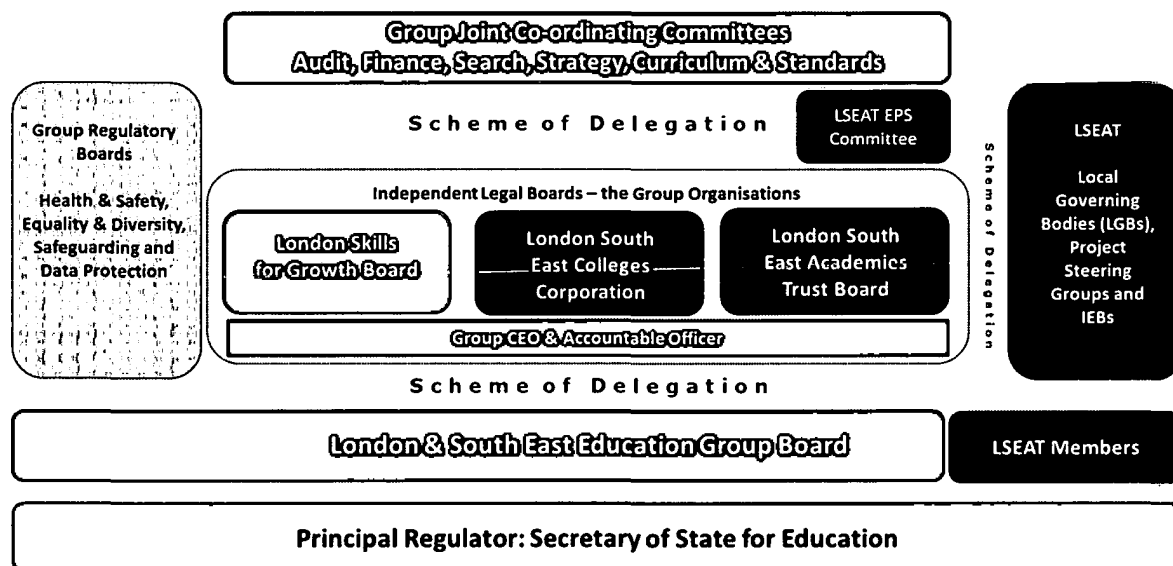 Group Joint Co-ordinating Committees
Audit, Finance, Search, Strategy, Curriculum & Standards
Group Regulatory
Boards
Health & Safety,
Equality & Diversity,
Safeguarding and
Data Protection
Scheme of Delegation
LSEAT EPS
Committee
Independent Legal Boards – the Group Organisations
London Skills
for Growth Board
London South
East Colleges
Corporation
London South
East Academies
Trust Board
Group CEO & Accountable Officer
Scheme of Delegation
LSEAT
Local
Governing
Bodies (LGBs),
Project
Steering
Groups and
IEBs
Scheme of Delegation
London & South East Education Group Board
LSEAT Members
Principal Regulator: Secretary of State for Education